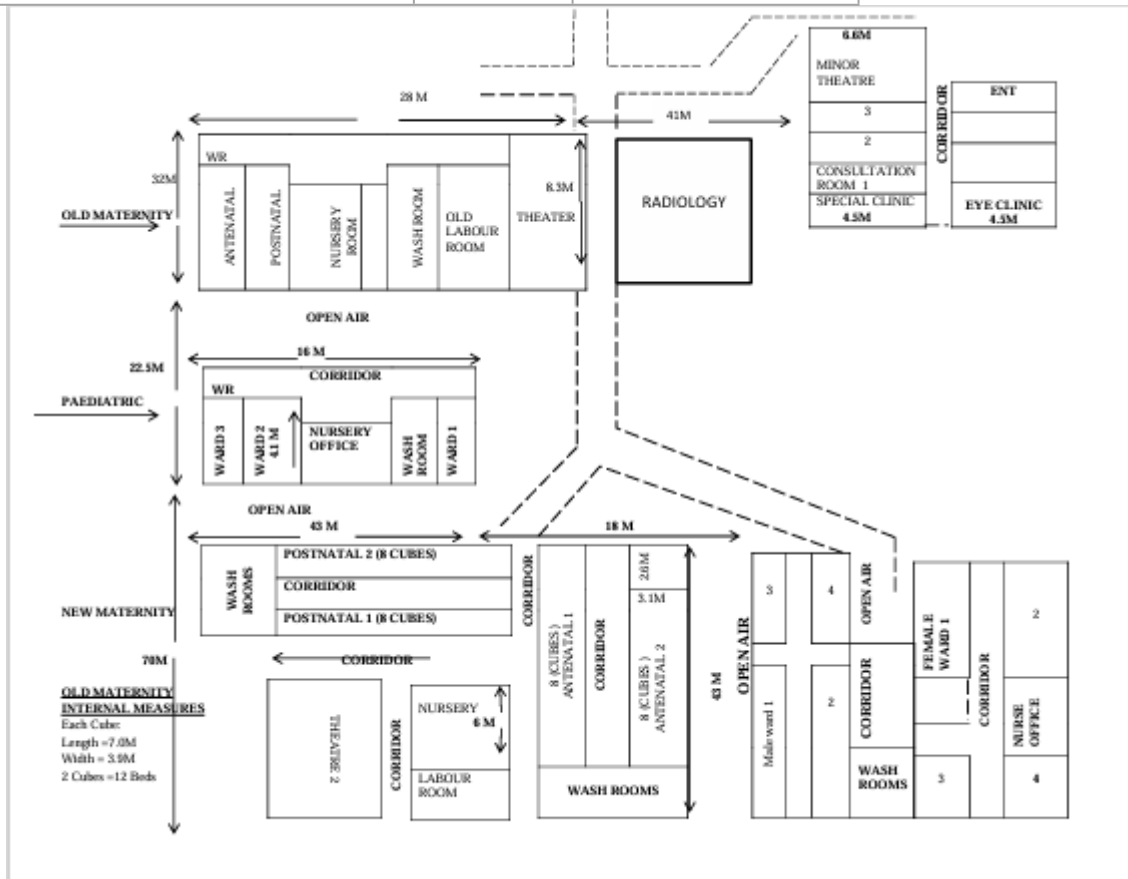 6.6M
MINOR
THEATRE
3
2
CONSULTATION
ROOM 1
SPECIAL CLINIC
4.5M
CORRIDOR
ENT
EYE CLINIC
4.5M
28 M
41M
32M
WR
ANTENATAL
POSTNATAL
NURSERY
ROOM
WASH ROOM
OLD
LABOUR
ROOM
8.3M
THEATER
RADIOLOGY
OLD MATERNITY
OPEN AIR
16 M
22.5M
CORRIDOR
WR
PAEDIATRIC
WARD 3
WARD 2
4.1 M
NURSERY
OFFICE
WASH
ROOM
WARD 1
OPEN AIR
43 M
18 M
WASH
ROOMS
POSTNATAL 2 (8 CUBES)
CORRIDOR
POSTNATAL 1 (8 CUBES)
CORRIDOR
8 (CUBES )
ANTENATAL 1
CORRIDOR
2.6M
3.1M
8 (CUBES )
ANTENATAL 2
WASH ROOMS
43 M
OPEN AIR
3
4
Male ward 1
2
OPEN AIR
CORRIDOR
WASH
ROOMS
FEMALE
WARD 1
3
CORRIDOR
2
NURSE
OFFICE
4
NEW MATERNITY
70M
CORRIDOR
THEATRE 2
CORRIDOR
NURSERY
6 M
LABOUR
ROOM
OLD MATERNITY
INTERNAL MEASURES
Each Cube:
Length =7.0M
Width = 3.9M
2 Cubes =12 Beds